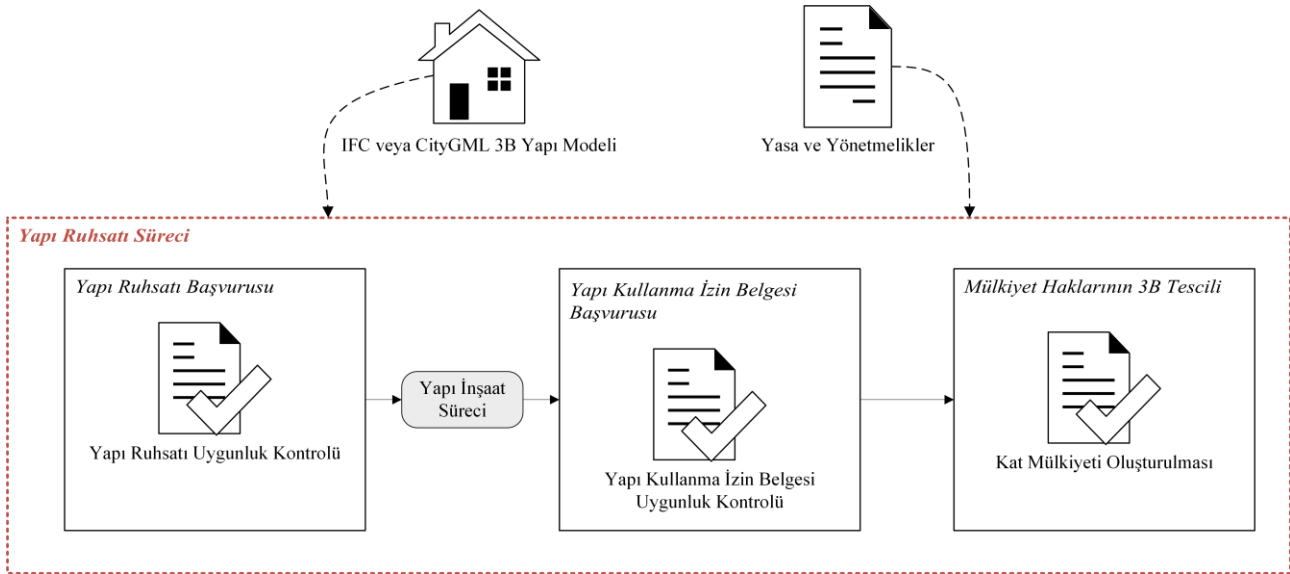 IFC veya CityGML 3B Yapı Modeli
Yasa ve Yönetmelikler
Yapı Ruhsatı Süreci
Yapı Ruhsatı Başvurusu
Yapı Ruhsatı Uygunluk Kontrolü
Yapı İnşaat
Süreci
Yapı Kullanma İzin Belgesi
Başvurusu
Yapı Kullanma İzin Belgesi
Uygunluk Kontrolü
Mülkiyet Haklarının 3B Tescili
Kat Mülkiyeti Oluşturulması